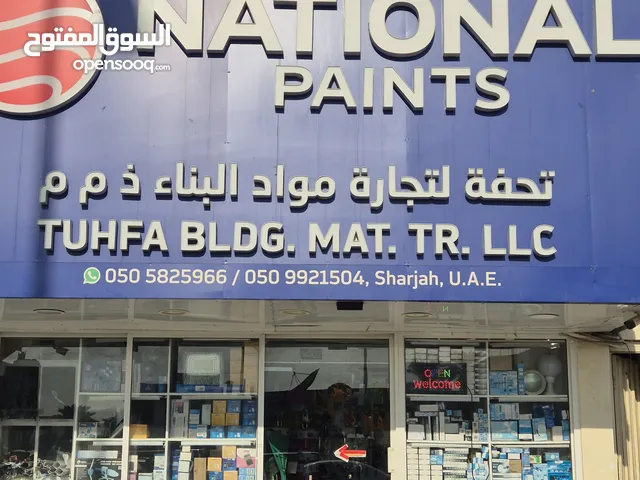 السوق المفتوح
opensooq.com
NATIONAL
PAINTS
تحفة لتجارة مواد البناء ذ م م
TUHFA BLDG. MAT. TR. LLC
050 5825966 / 050 9921504, Sharjah, U.A.E.
OPEN
welcome